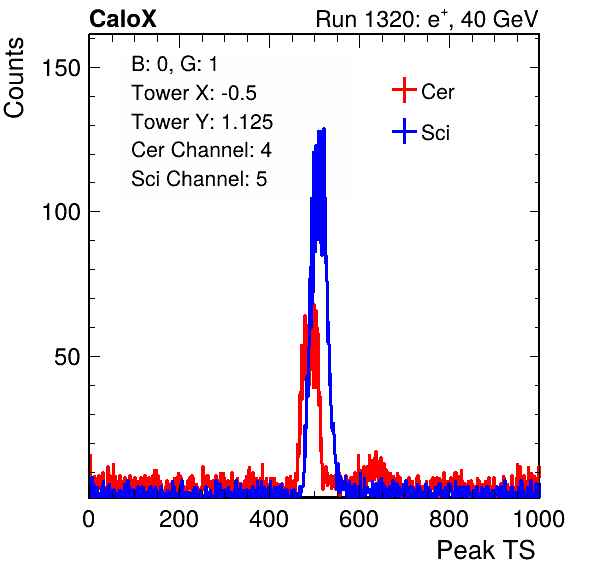 CaloX Run 1320: e⁺, 40 GeV
B: 0, G: 1
Tower X: -0.5
Tower Y: 1.125
Cer Channel: 4
Sci Channel: 5
Cer
Sci
Counts
150
100
50
0 200 400 600 800 1000
Peak TS